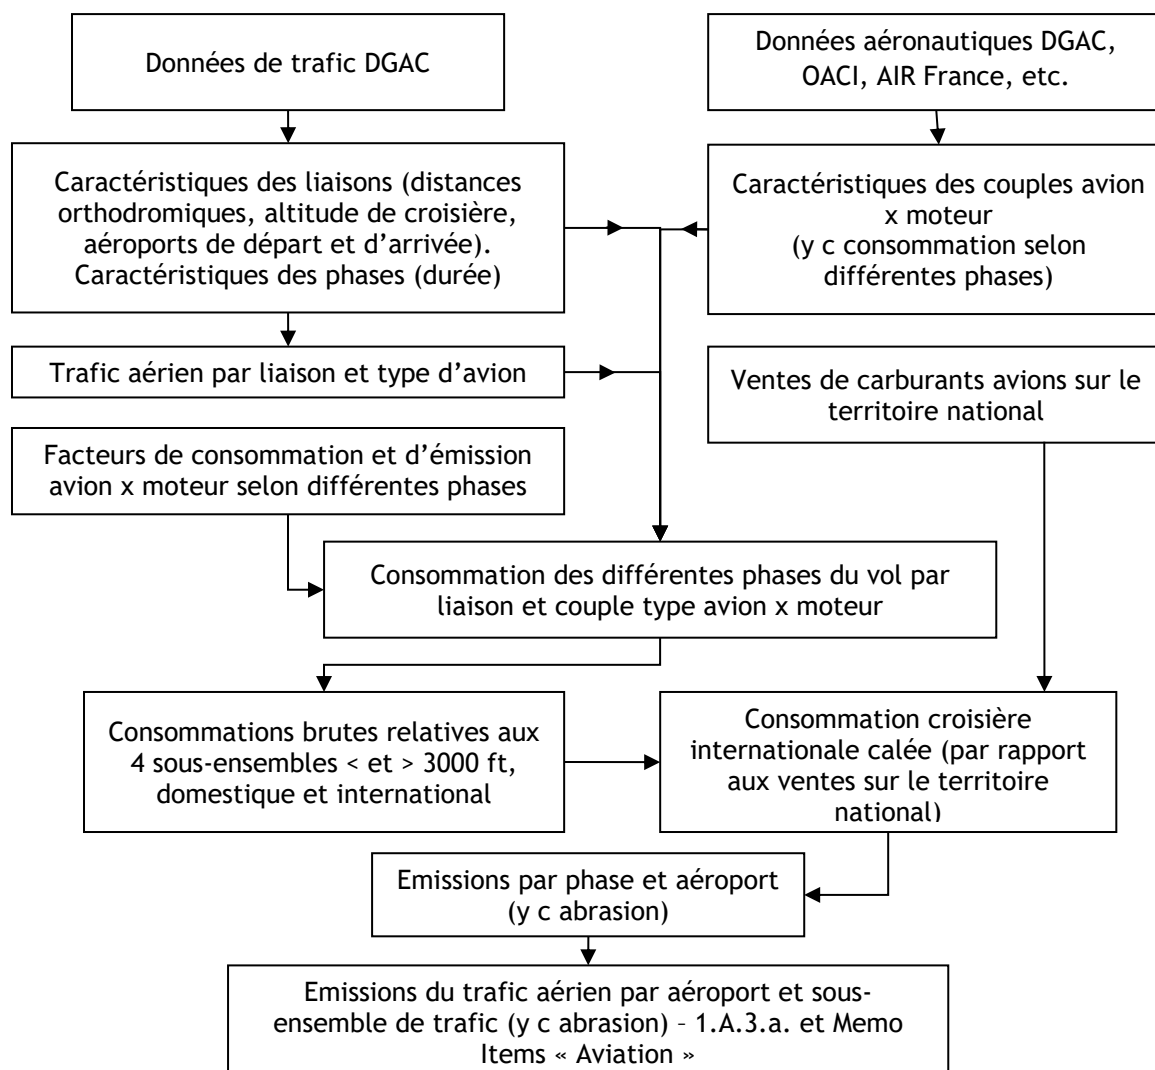 Données de trafic DGAC
Données aéronautiques DGAC,
OACI, AIR France, etc.
Caractéristiques des liaisons (distances
orthodromiques, altitude de croisière,
aéroports de départ et d’arrivée).
Caractéristiques des phases (durée)
Caractéristiques des couples avion
x moteur
(y c consommation selon
différentes phases)
Trafic aérien par liaison et type d’avion
Ventes de carburants avions sur le
territoire national
Facteurs de consommation et d’émission
avion x moteur selon différentes phases
Consommation des différentes phases du vol par
liaison et couple type avion x moteur
Consommations brutes relatives aux
4 sous-ensembles < et > 3000 ft,
domestique et international
Consommation croisière
internationale calée (par rapport
aux ventes sur le territoire
national)
Emissions par phase et aéroport
(y c abrasion)
Emissions du trafic aérien par aéroport et sous-
ensemble de trafic (y c abrasion) – 1.A.3.a. et Memo
Items « Aviation »